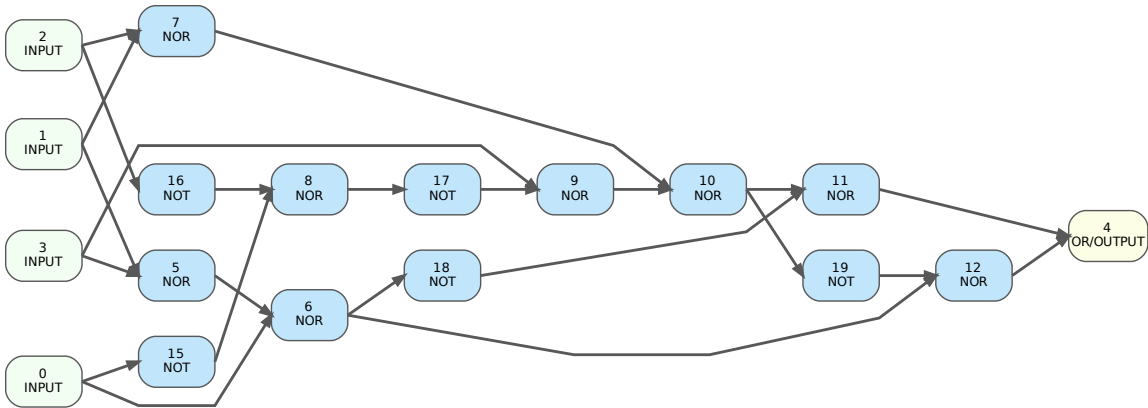 2
INPUT
7
NOR
1
INPUT
16
NOT
8
NOR
17
NOT
9
NOR
10
NOR
11
NOR
4
OR/OUTPUT
3
INPUT
5
NOR
18
NOT
19
NOT
12
NOR
6
NOR
15
NOT
0
INPUT